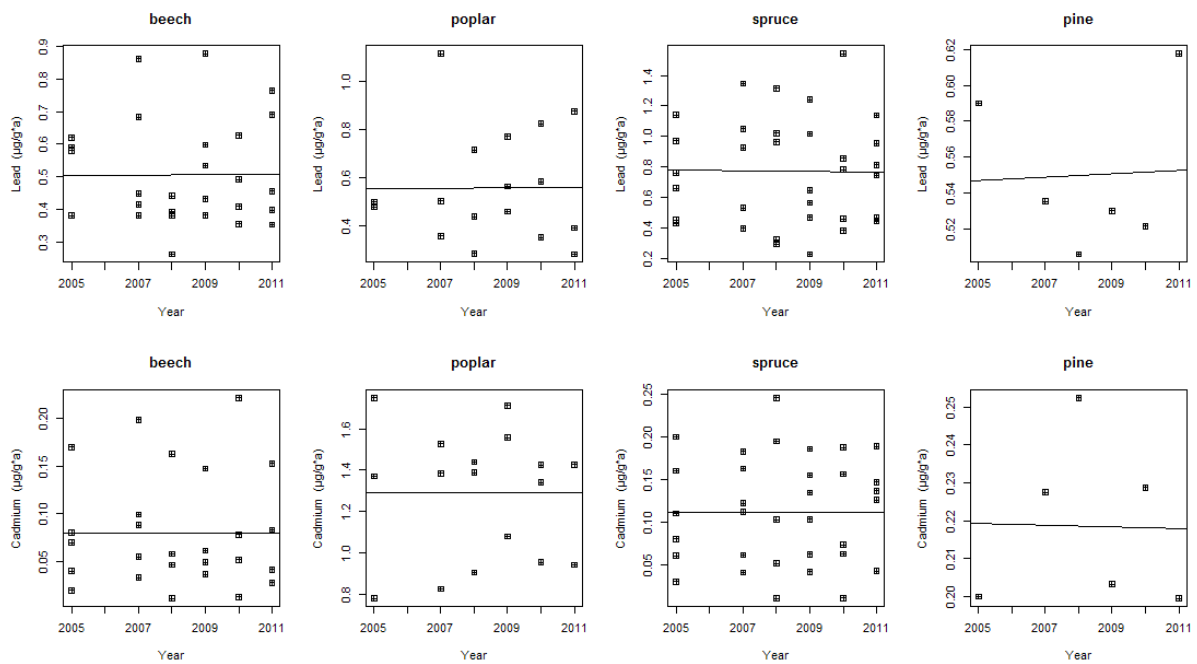 beech poplar spruce pine
Lead (µg/g*a) 0.3 0.4 0.5 0.6 0.7 0.8 0.9
2005 2007 2009 2011
Year
Lead (µg/g*a) 0.4 0.6 0.8 1.0
2005 2007 2009 2011
Year
Lead (µg/g*a) 0.2 0.4 0.6 0.8 1.0 1.2 1.4
2005 2007 2009 2011
Year
Lead (µg/g*a) 0.52 0.54 0.56 0.58 0.60 0.62
2005 2007 2009 2011
Year
beech poplar spruce pine
Cadmium (µg/g*a) 0.05 0.10 0.15 0.20
2005 2007 2009 2011
Year
Cadmium (µg/g*a) 0.8 1.0 1.2 1.4 1.6
2005 2007 2009 2011
Year
Cadmium (µg/g*a) 0.05 0.10 0.15 0.20 0.25
2005 2007 2009 2011
Year
Cadmium (µg/g*a) 0.20 0.21 0.22 0.23 0.24 0.25
2005 2007 2009 2011
Year